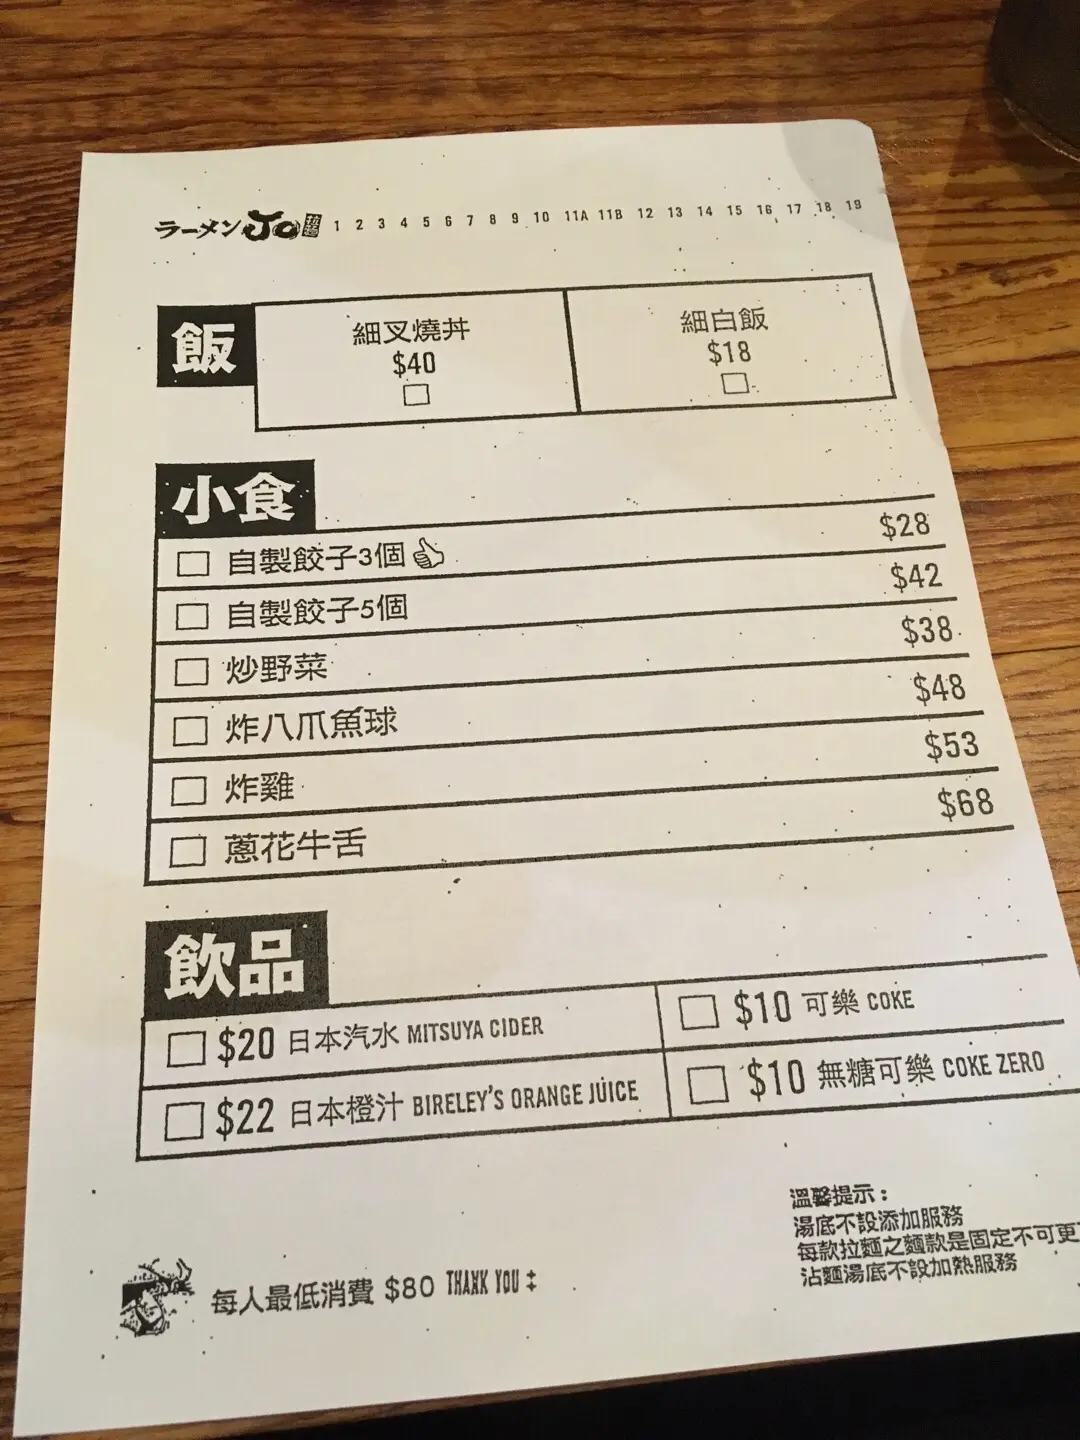 ラーメン Jo 拉麵 1 2 3 4 5 6 7 8 9 10 11A 11B 12 13 14 15 16 17 18 19
飯
細叉燒丼
$40
細白飯
$18
小食
自製餃子3個 $28
自製餃子5個 $42
炒野菜 $38
炸八爪魚球 $48
炸雞 $53
蔥花牛舌 $68
飲品
$20 日本汽水 MITSUYA CIDER
$10 可樂 COKE
$22 日本橙汁 BIRELEY'S ORANGE JUICE
$10 無糖可樂 COKE ZERO
溫馨提示：
湯底不設添加服務
每款拉麵之麵款是固定不可更
沾麵湯底不設加熱服務
每人最低消費 $80 THANK YOU ‡